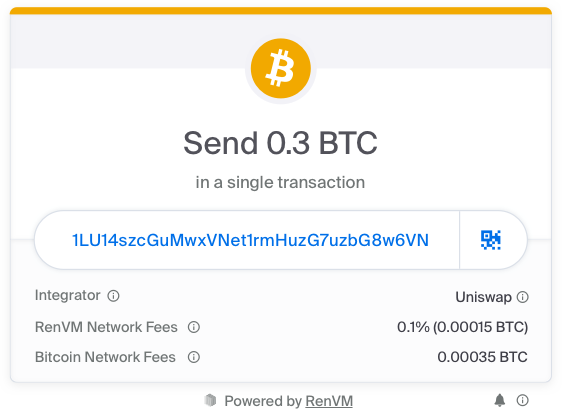 Send 0.3 BTC
in a single transaction
1LU14szcGuMwxVNet1rmHuzG7uzbG8w6VN
Integrator Uniswap
RenVM Network Fees 0.1% (0.00015 BTC)
Bitcoin Network Fees 0.00035 BTC
Powered by RenVM